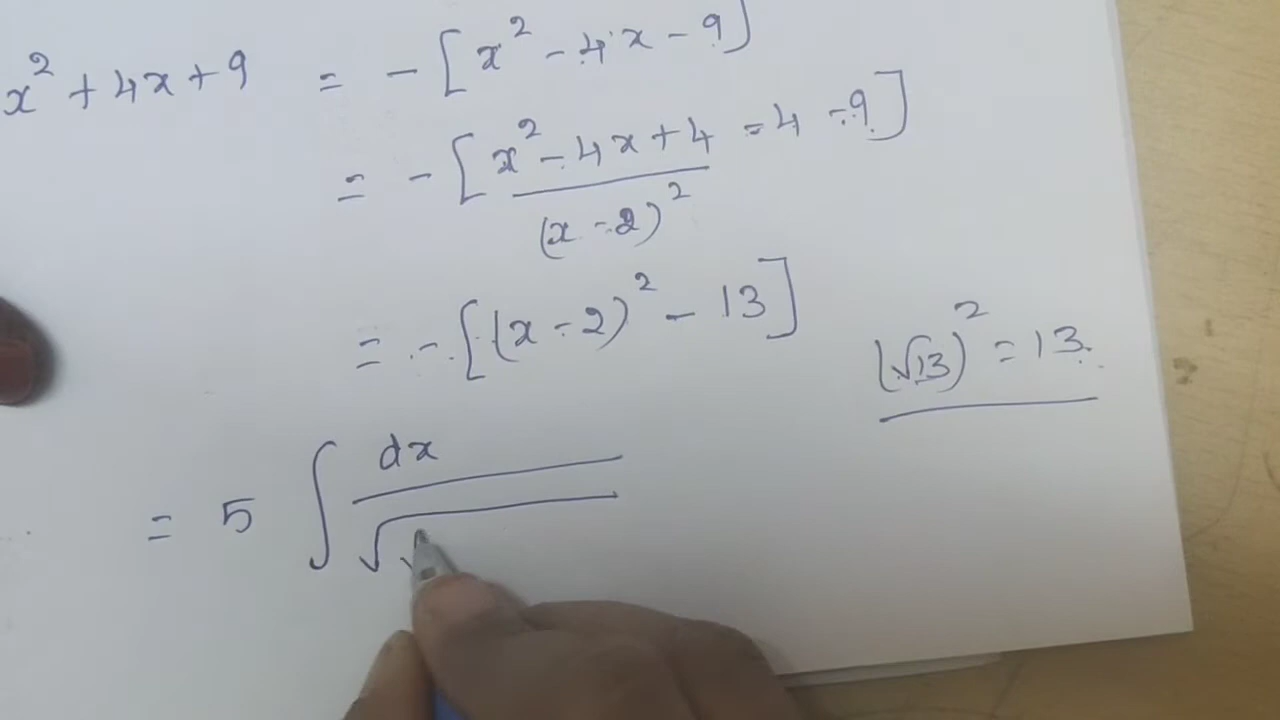 x² + 4x + 9 = - [x² - 4x - 9]
= - [x² - 4x + 4 - 4 - 9]
(x - 2)²
= - [(x - 2)² - 13]
(√13)² = 13
dx
= 5 ∫
√